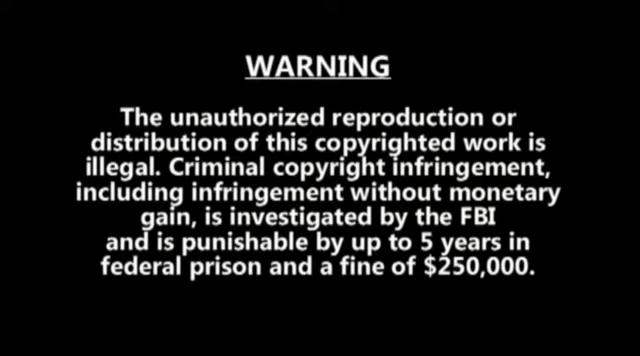 WARNING
The unauthorized reproduction or
distribution of this copyrighted work is
illegal. Criminal copyright infringement,
including infringement without monetary
gain, is investigated by the FBI
and is punishable by up to 5 years in
federal prison and a fine of $250,000.